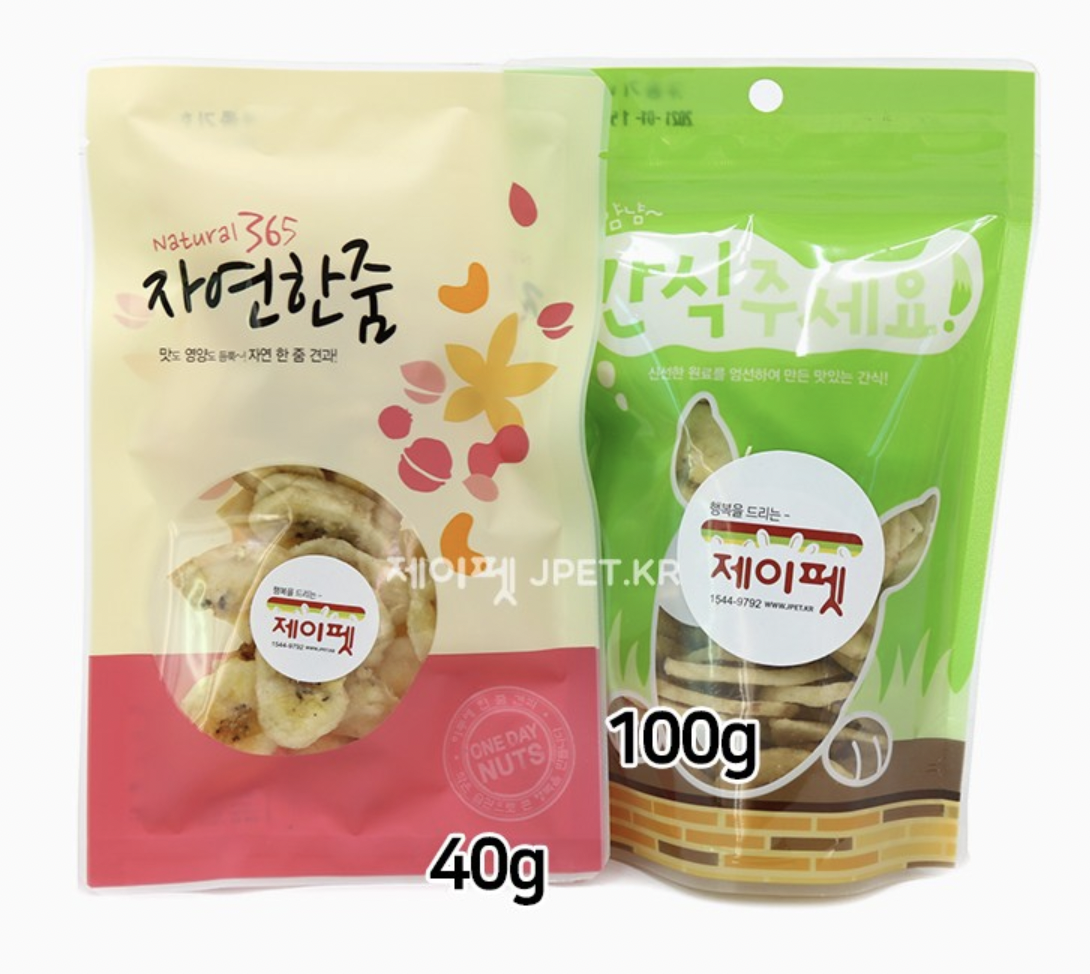 Natural 365
자연한줌
맛도 영양도 듬뿍~! 자연 한 줌 견과!
행복을 드리는~
제이펫
1544-9792 WWW.JPET.KR
ONE DAY
NUTS
40g
제이펫 JPET.KR
냠냠~
간식주세요!
신선한 원료를 엄선하여 만든 맛있는 간식!
행복을 드리는~
제이펫
1544-9792 WWW.JPET.KR
100g